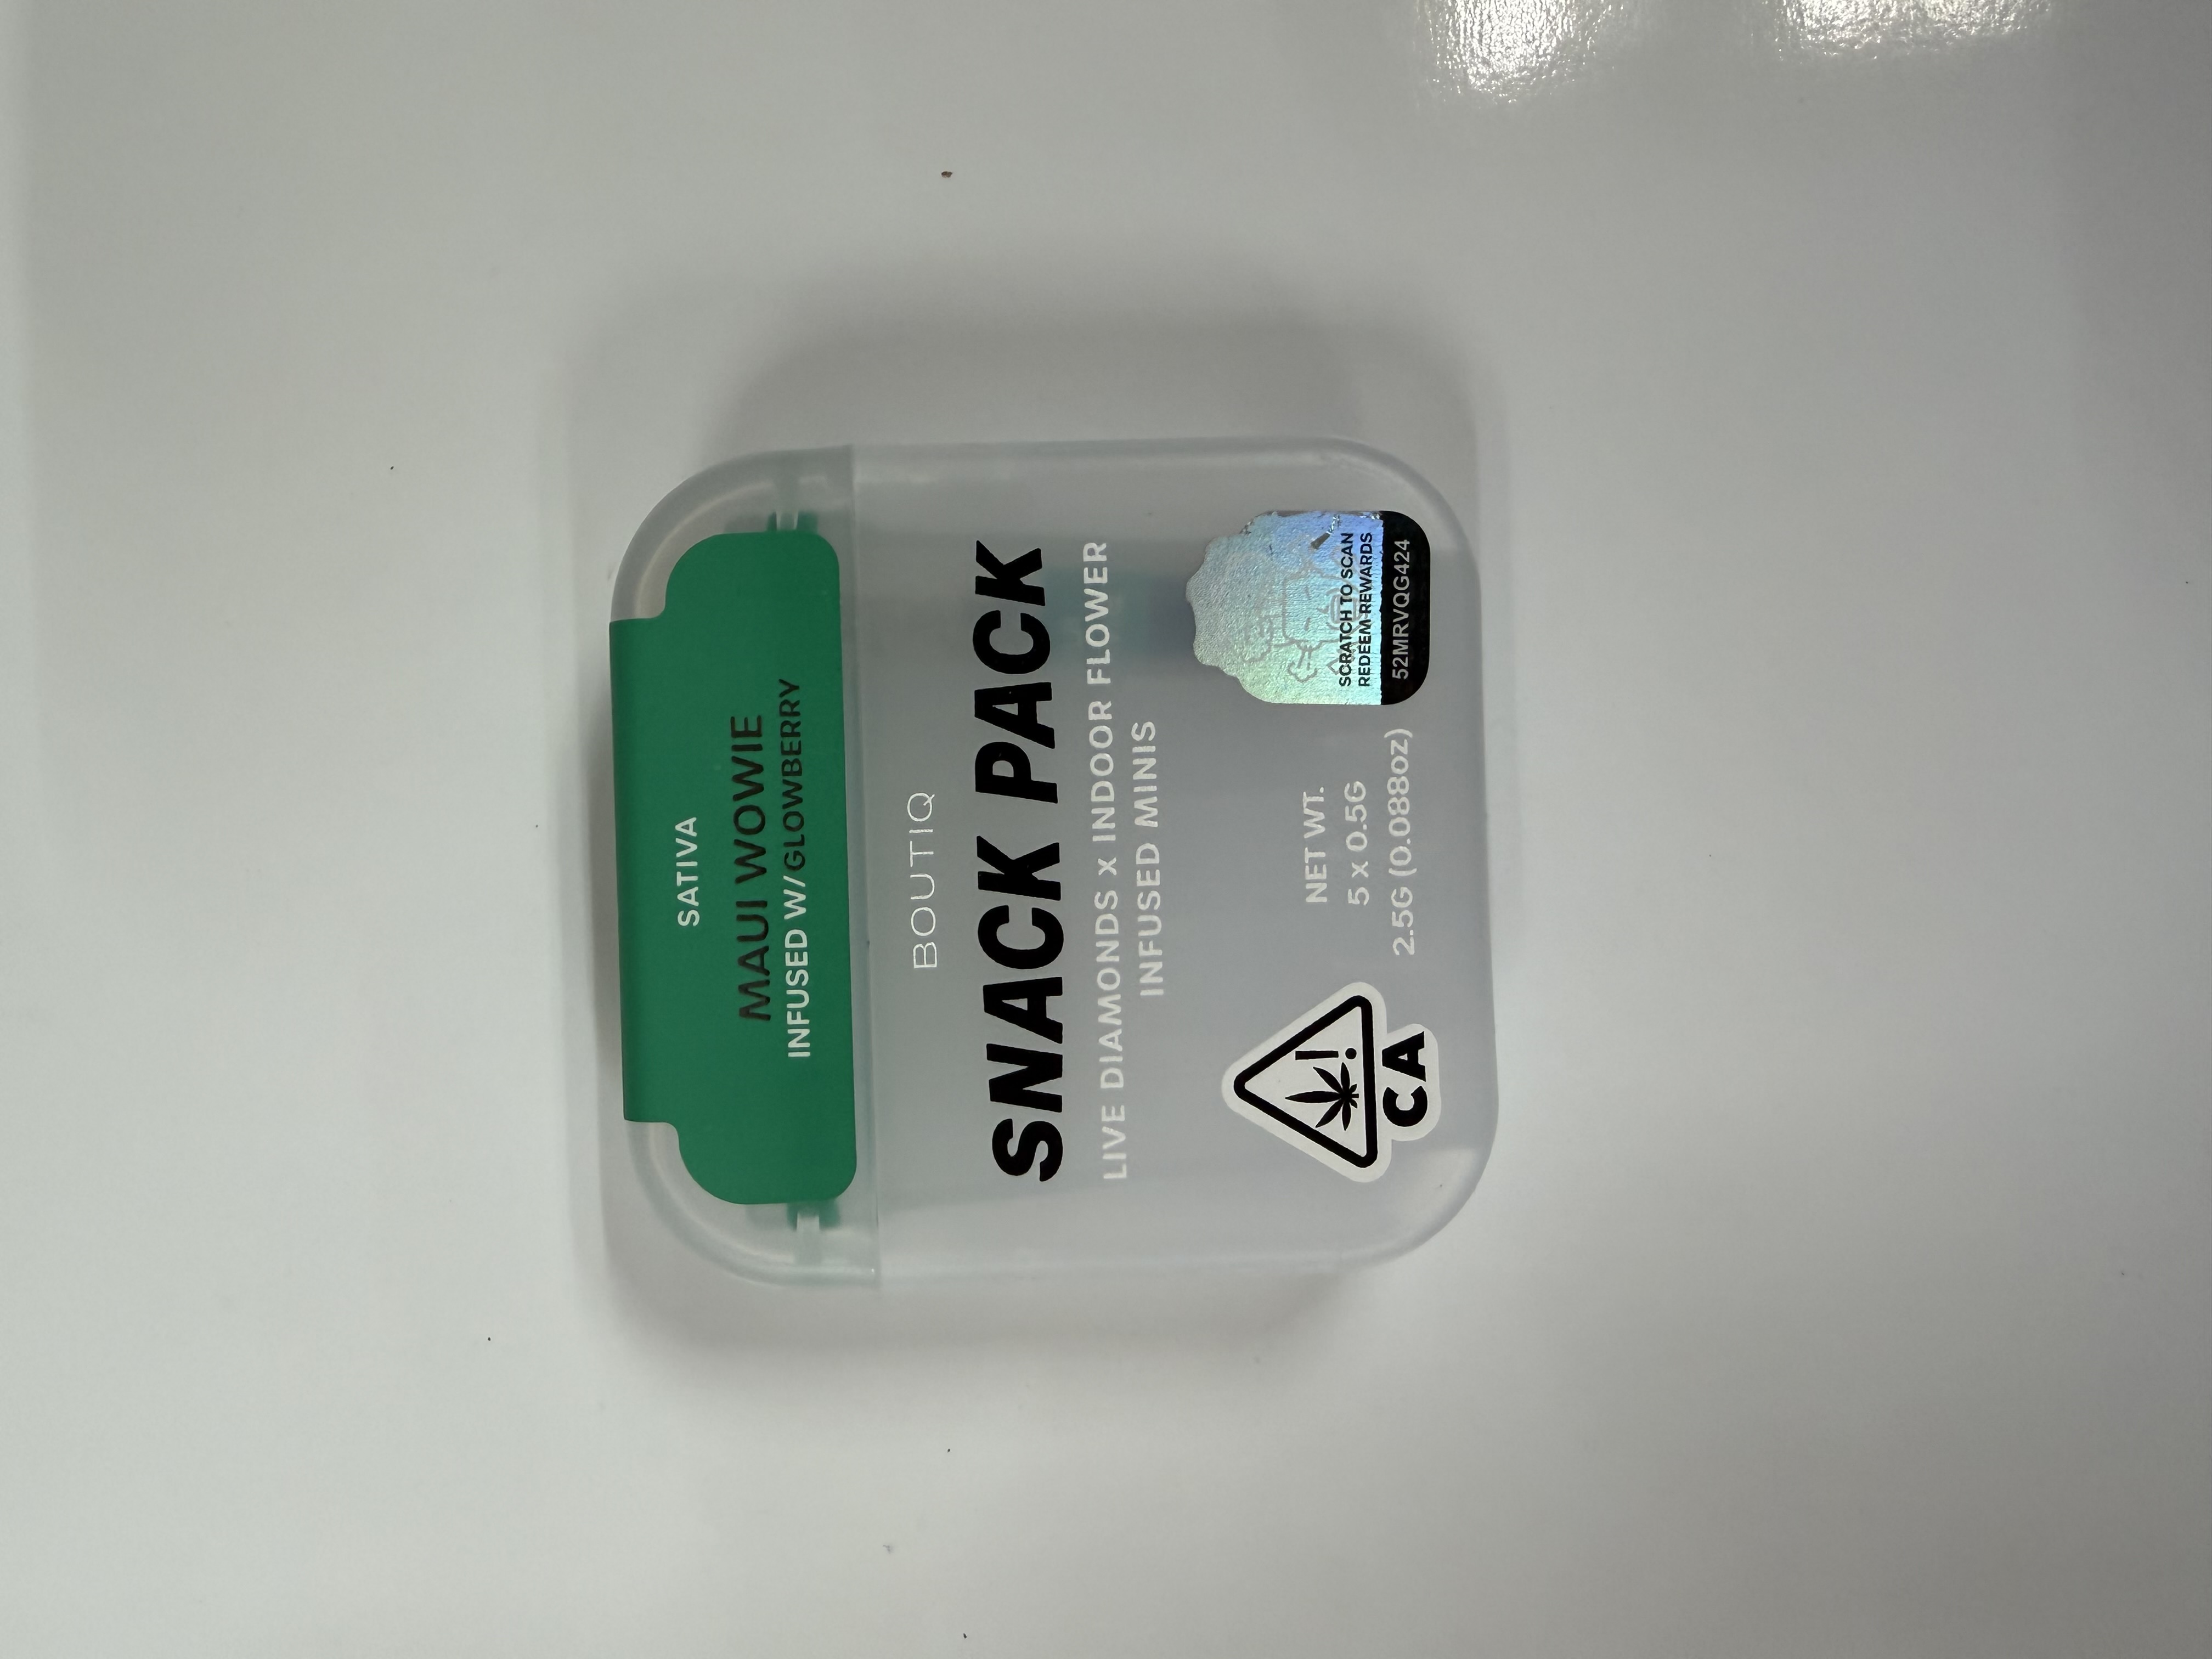 SATIVA
MAUI WOWIE
INFUSED W/GLOWBERRY
BOUTIQ
SNACK PACK
LIVE DIAMONDS x INDOOR FLOWER
INFUSED MINIS
CA
NET WT.
5 x 0.5G
2.5G (0.088oz)
SCRATCH TO SCAN
REDEEM REWARDS
52MRVQG424